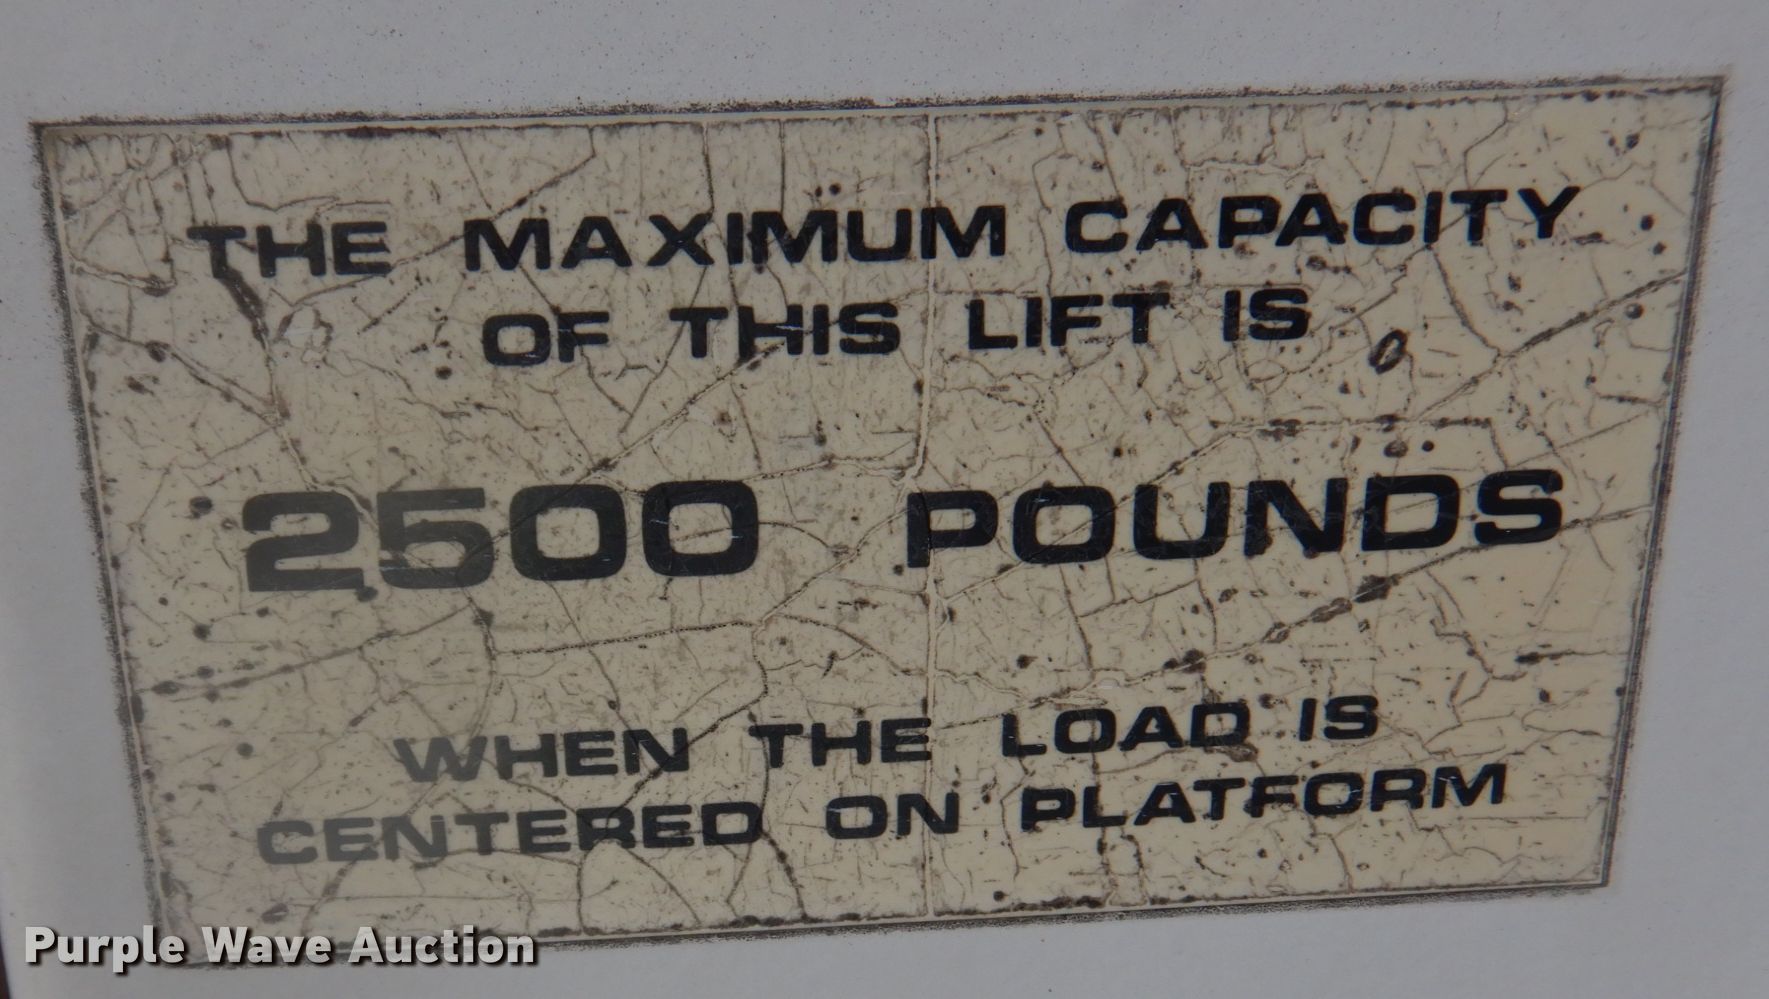 THE MAXIMUM CAPACITY
OF THIS LIFT IS
2500 POUNDS
WHEN THE LOAD IS
CENTERED ON PLATFORM
Purple Wave Auction